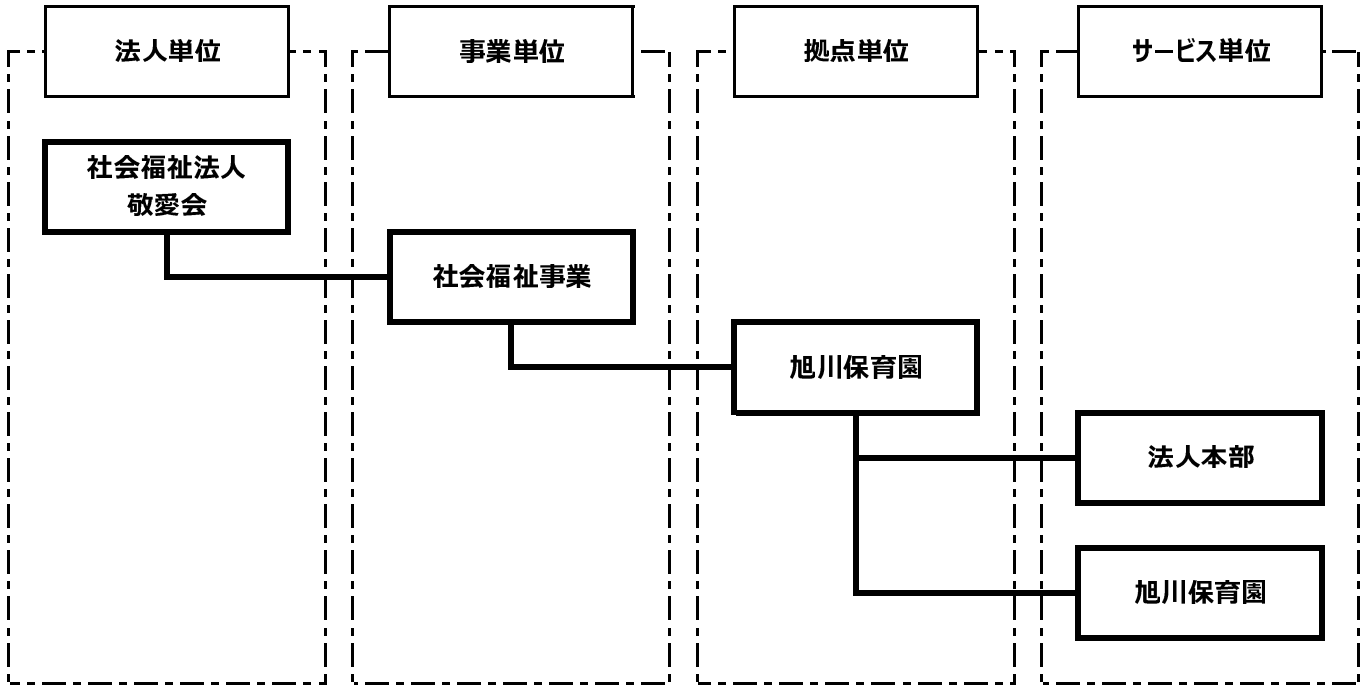 法人単位
事業単位
拠点単位
サービス単位
社会福祉法人
敬愛会
社会福祉事業
旭川保育園
法人本部
旭川保育園